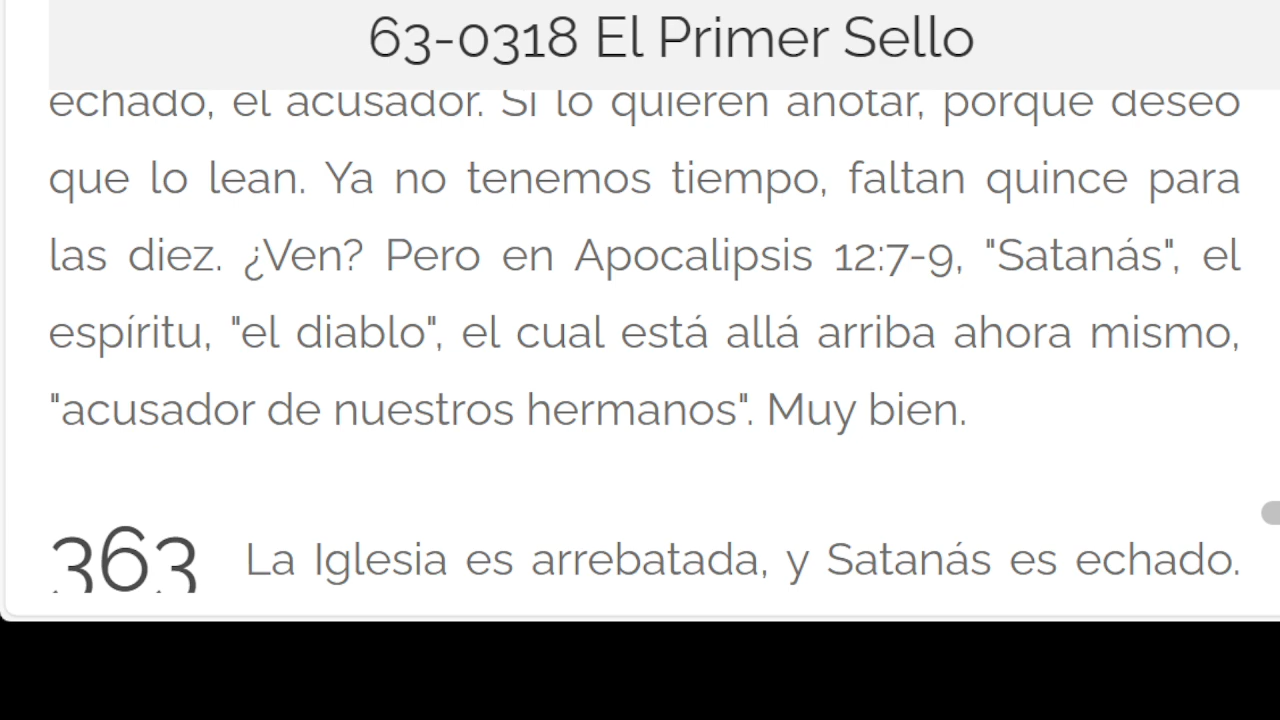 63-0318 El Primer Sello
echado, el acusador. Si lo quieren anotar, porque deseo
que lo lean. Ya no tenemos tiempo, faltan quince para
las diez. ¿Ven? Pero en Apocalipsis 12:7-9, "Satanás", el
espíritu, "el diablo", el cual está allá arriba ahora mismo,
"acusador de nuestros hermanos". Muy bien.
363 La Iglesia es arrebatada, y Satanás es echado.